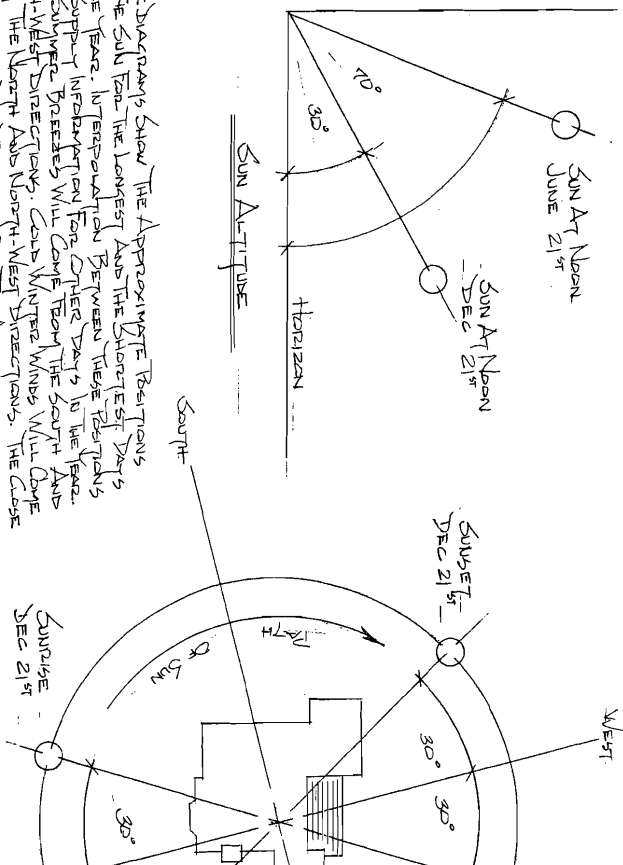 SUN AT NOON
JUNE 21ST
SUN AT NOON
DEC 21ST
70°
30°
HORIZON
SUN ALTITUDE
DIAGRAMS SHOW THE APPROXIMATE POSITIONS
HE SUN FOR THE LONGEST AND THE SHORTEST DAYS
E YEAR. INTERPOLATION BETWEEN THESE POSITIONS
SUPPLY INFORMATION FOR OTHER DAYS IN THE YEAR.
SUMMER BREEZES WILL COME FROM THE SOUTH AND
H-WEST DIRECTIONS. COLD WINTER WINDS WILL COME
THE NORTH AND NORTH-WEST DIRECTIONS. THE CLOSE
WEST
SUNSET
DEC 21ST
30°
30°
PATH
OF SUN
SOUTH
30°
SUNRISE
DEC 21ST